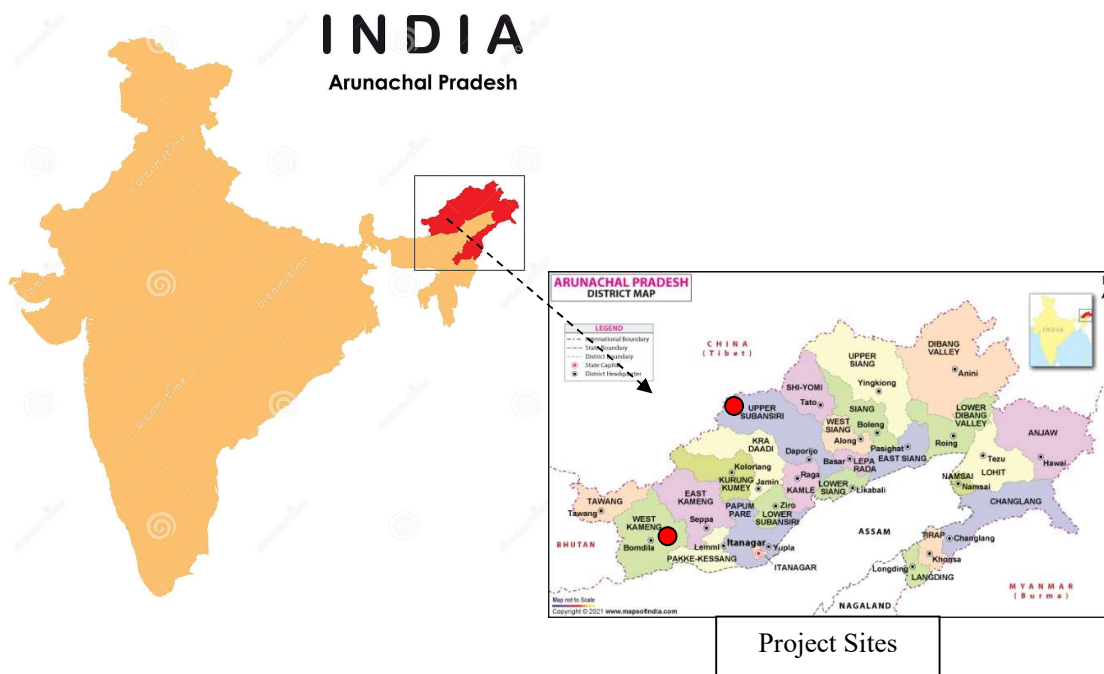 INDIA
Arunachal Pradesh
dreamstime
ARUNACHAL PRADESH
DISTRICT MAP
LEGEND
International Boundary
State Boundary
District Boundary
State Capital
District Headquarter
INDIA
CHINA
(Tibet)
DIBANG
VALLEY
Anini
UPPER
SIANG
Yingkiong
SHI-YOMI
Tato
SIANG
Boleng
LOWER
DIBANG
VALLEY
Roing
ANJAW
Hawai
UPPER
SUBANSIRI
Daporijo
WEST
SIANG
Along
Pasighat
EAST SIANG
Tezu
LOHIT
KRA
DAADI
Jamin
Koloriang
KURUNG
KUMEY
Basar
LEPA
RADA
Raga
KAMLE
LOWER
SIANG
Likabali
NAMSAI
Namsai
CHANGLANG
Changlang
TAWANG
Tawang
EAST
KAMENG
Seppa
PAPUM
PARE
Ziro
LOWER
SUBANSIRI
WEST
KAMENG
Bomdila
Lemmi
PAKKE-KESSANG
Itanagar
Yupia
ITANAGAR
ASSAM
TIRAP
Khonsa
Longding
LANGDING
BHUTAN
NAGALAND
MYANMAR
(Burma)
Map not to Scale
Copyright © 2021 www.mapsofindia.com
Project Sites